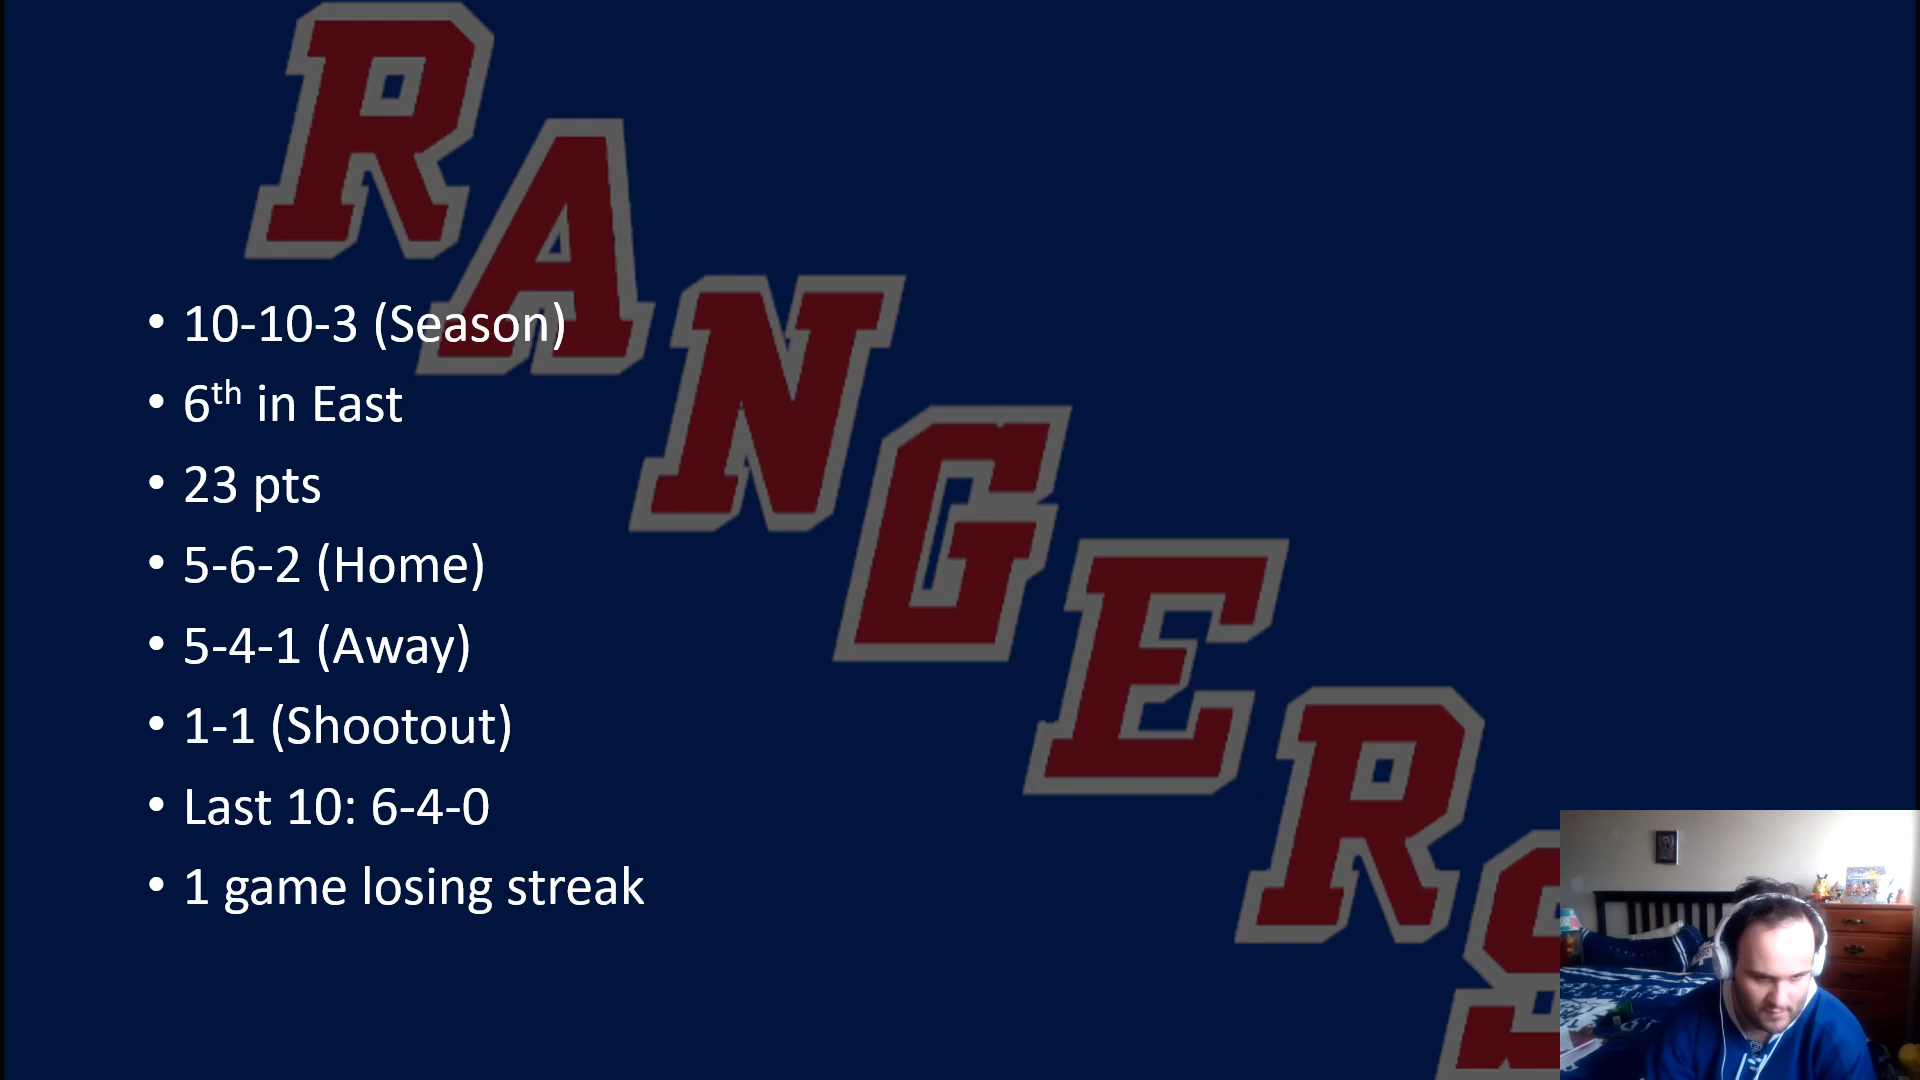 RANGERS
• 10-10-3 (Season)
• 6th in East
• 23 pts
• 5-6-2 (Home)
• 5-4-1 (Away)
• 1-1 (Shootout)
• Last 10: 6-4-0
• 1 game losing streak